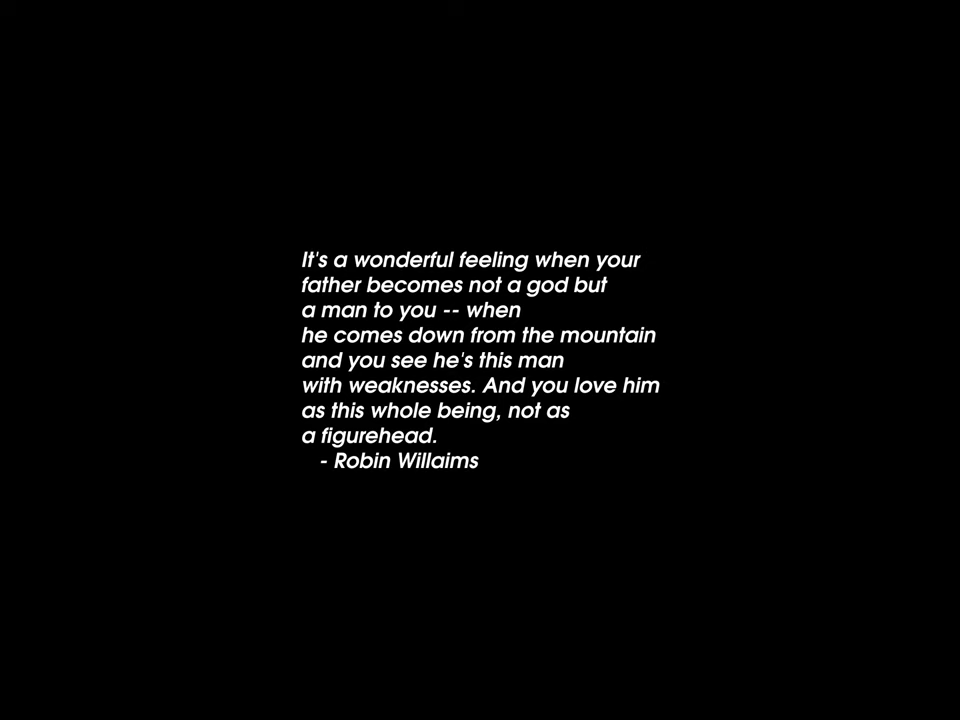 It's a wonderful feeling when your
father becomes not a god but
a man to you -- when
he comes down from the mountain
and you see he's this man
with weaknesses. And you love him
as this whole being, not as
a figurehead.
- Robin Willaims